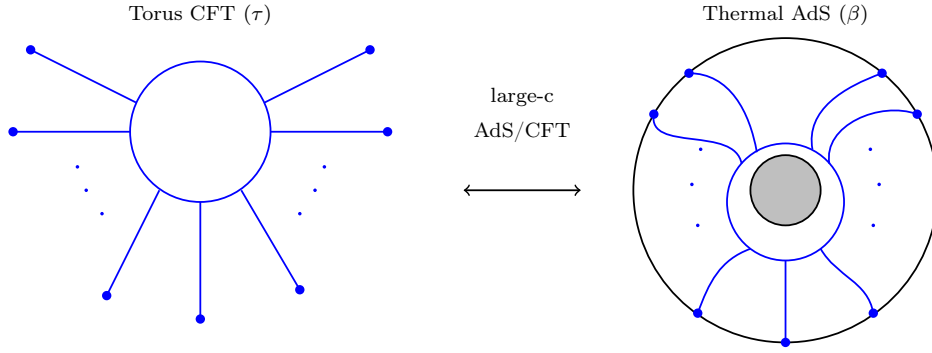 Torus CFT (τ)
Thermal AdS (β)
large-c
AdS/CFT